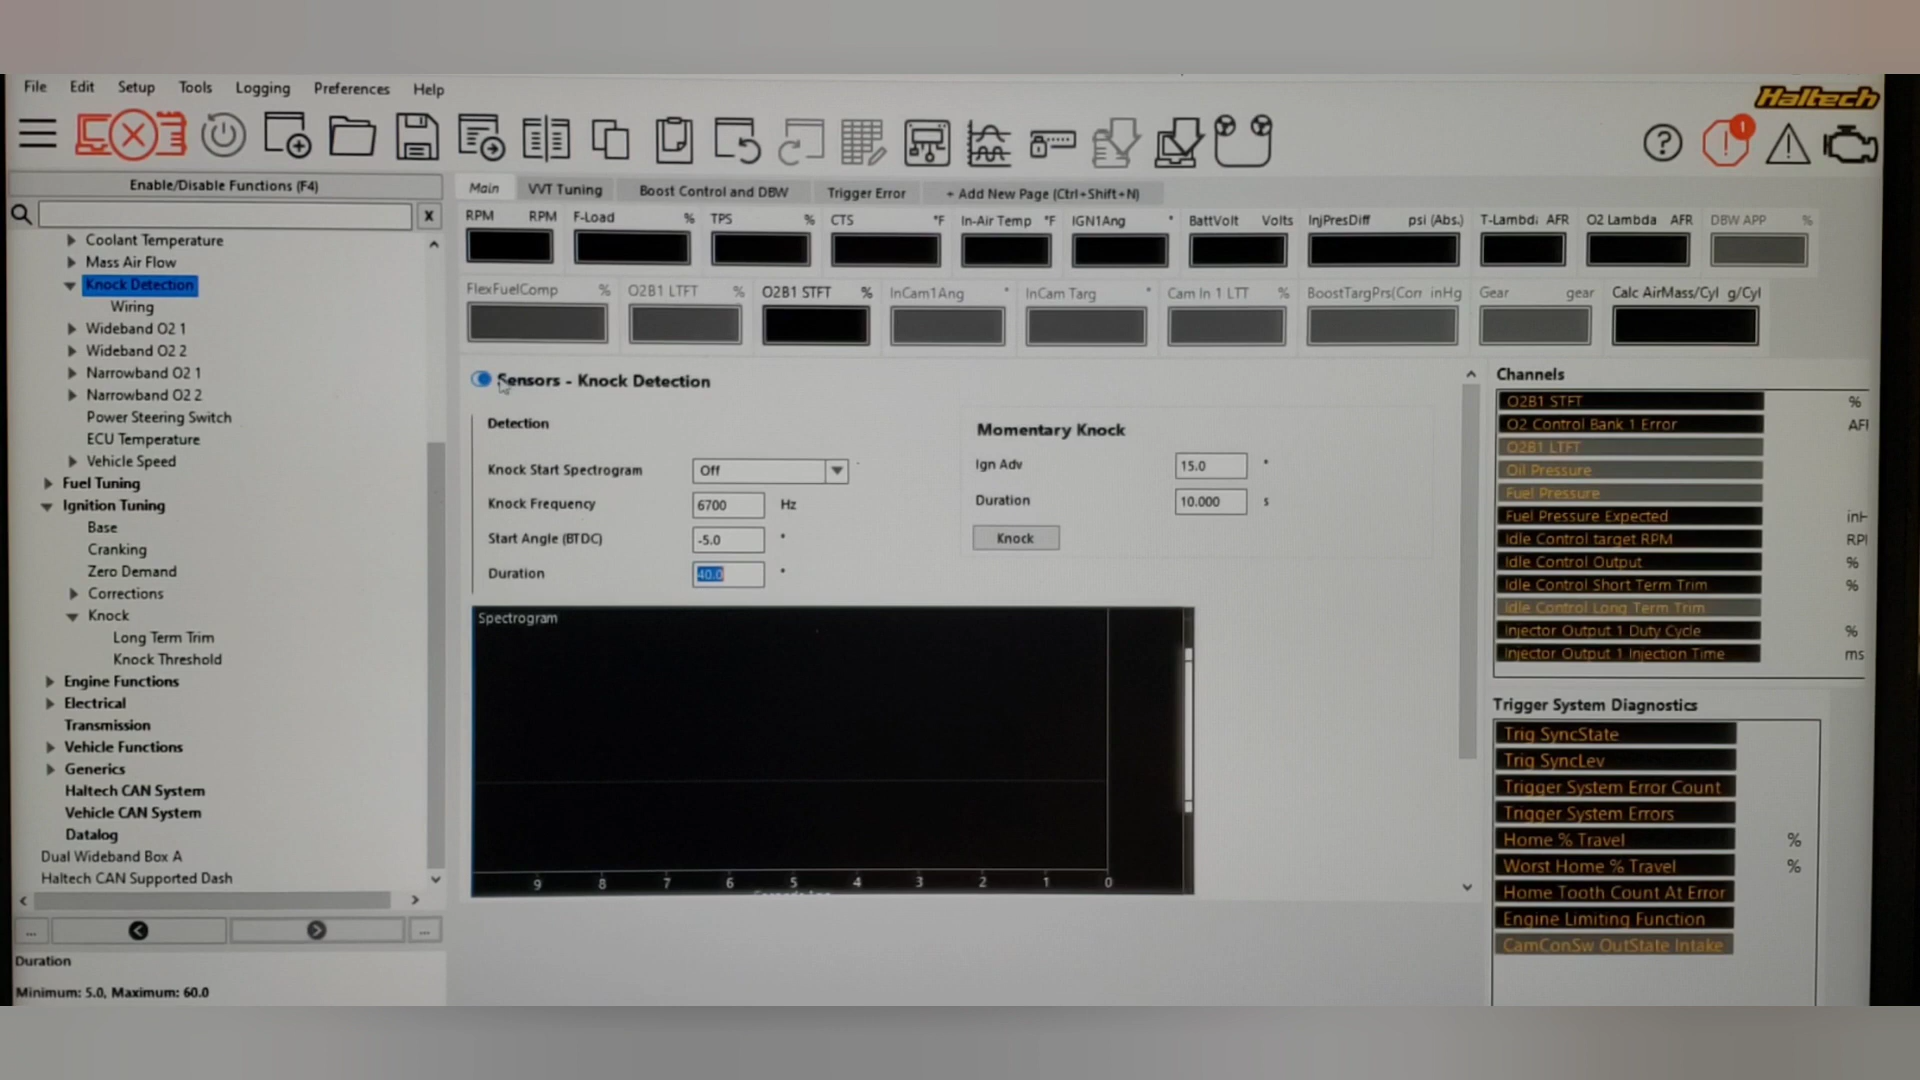 File Edit Setup Tools Logging Preferences Help
Haltech
1
Enable/Disable Functions (F4)
X
Coolant Temperature
Mass Air Flow
Knock Detection
Wiring
Wideband O2 1
Wideband O2 2
Narrowband O2 1
Narrowband O2 2
Power Steering Switch
ECU Temperature
Vehicle Speed
Fuel Tuning
Ignition Tuning
Base
Cranking
Zero Demand
Corrections
Knock
Long Term Trim
Knock Threshold
Engine Functions
Electrical
Transmission
Vehicle Functions
Generics
Haltech CAN System
Vehicle CAN System
Datalog
Dual Wideband Box A
Haltech CAN Supported Dash
... ...
Duration
Minimum: 5.0, Maximum: 60.0
Main VVT Tuning Boost Control and DBW Trigger Error + Add New Page (Ctrl+Shift+N)
RPM RPM F-Load % TPS % CTS °F In-Air Temp °F IGN1Ang ° BattVolt Volts InjPresDiff psi (Abs.) T-Lambd: AFR O2 Lambda AFR DBW APP %
FlexFuelComp % O2B1 LTFT % O2B1 STFT % InCam1Ang ° InCam Targ ° Cam In 1 LTT % BoostTargPrs(Corr inHg Gear gear Calc AirMass/Cyl g/Cyl
Sensors - Knock Detection
Detection
Knock Start Spectrogram Off
Knock Frequency 6700 Hz
Start Angle (BTDC) -5.0 °
Duration 40.0 °
Momentary Knock
Ign Adv 15.0 °
Duration 10.000 s
Knock
Spectrogram
9 8 7 6 5 4 3 2 1 0
Channels
O2B1 STFT %
O2 Control Bank 1 Error AFI
O2B1 LTFT
Oil Pressure
Fuel Pressure
Fuel Pressure Expected inH
Idle Control target RPM RPI
Idle Control Output %
Idle Control Short Term Trim %
Idle Control Long Term Trim
Injector Output 1 Duty Cycle %
Injector Output 1 Injection Time ms
Trigger System Diagnostics
Trig SyncState
Trig SyncLev
Trigger System Error Count
Trigger System Errors
Home % Travel %
Worst Home % Travel %
Home Tooth Count At Error
Engine Limiting Function
CamConSw OutState Intake